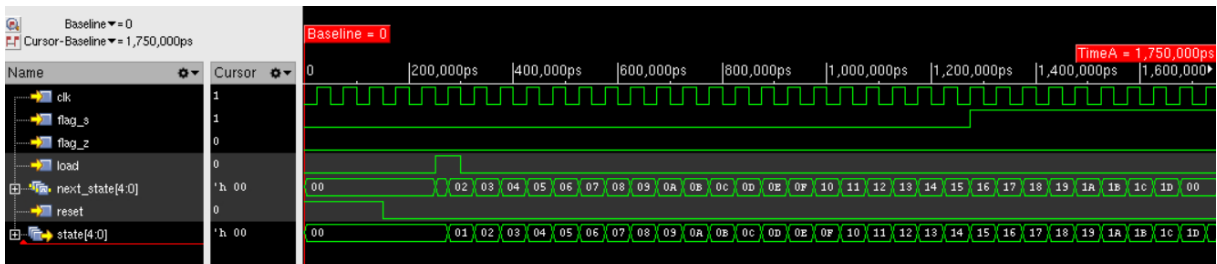 Baseline▼= 0
Cursor-Baseline▼= 1,750,000ps
Baseline = 0
TimeA = 1,750,000ps
Name Cursor 0 200,000ps 400,000ps 600,000ps 800,000ps 1,000,000ps 1,200,000ps 1,400,000ps 1,600,000
clk 1
flag_s 1
flag_z 0
load 0
next_state[4:0] 'h 00 00 02 03 04 05 06 07 08 09 0A 0B 0C 0D 0E 0F 10 11 12 13 14 15 16 17 18 19 1A 1B 1C 1D 00
reset 0
state[4:0] 'h 00 00 01 02 03 04 05 06 07 08 09 0A 0B 0C 0D 0E 0F 10 11 12 13 14 15 16 17 18 19 1A 1B 1C 1D